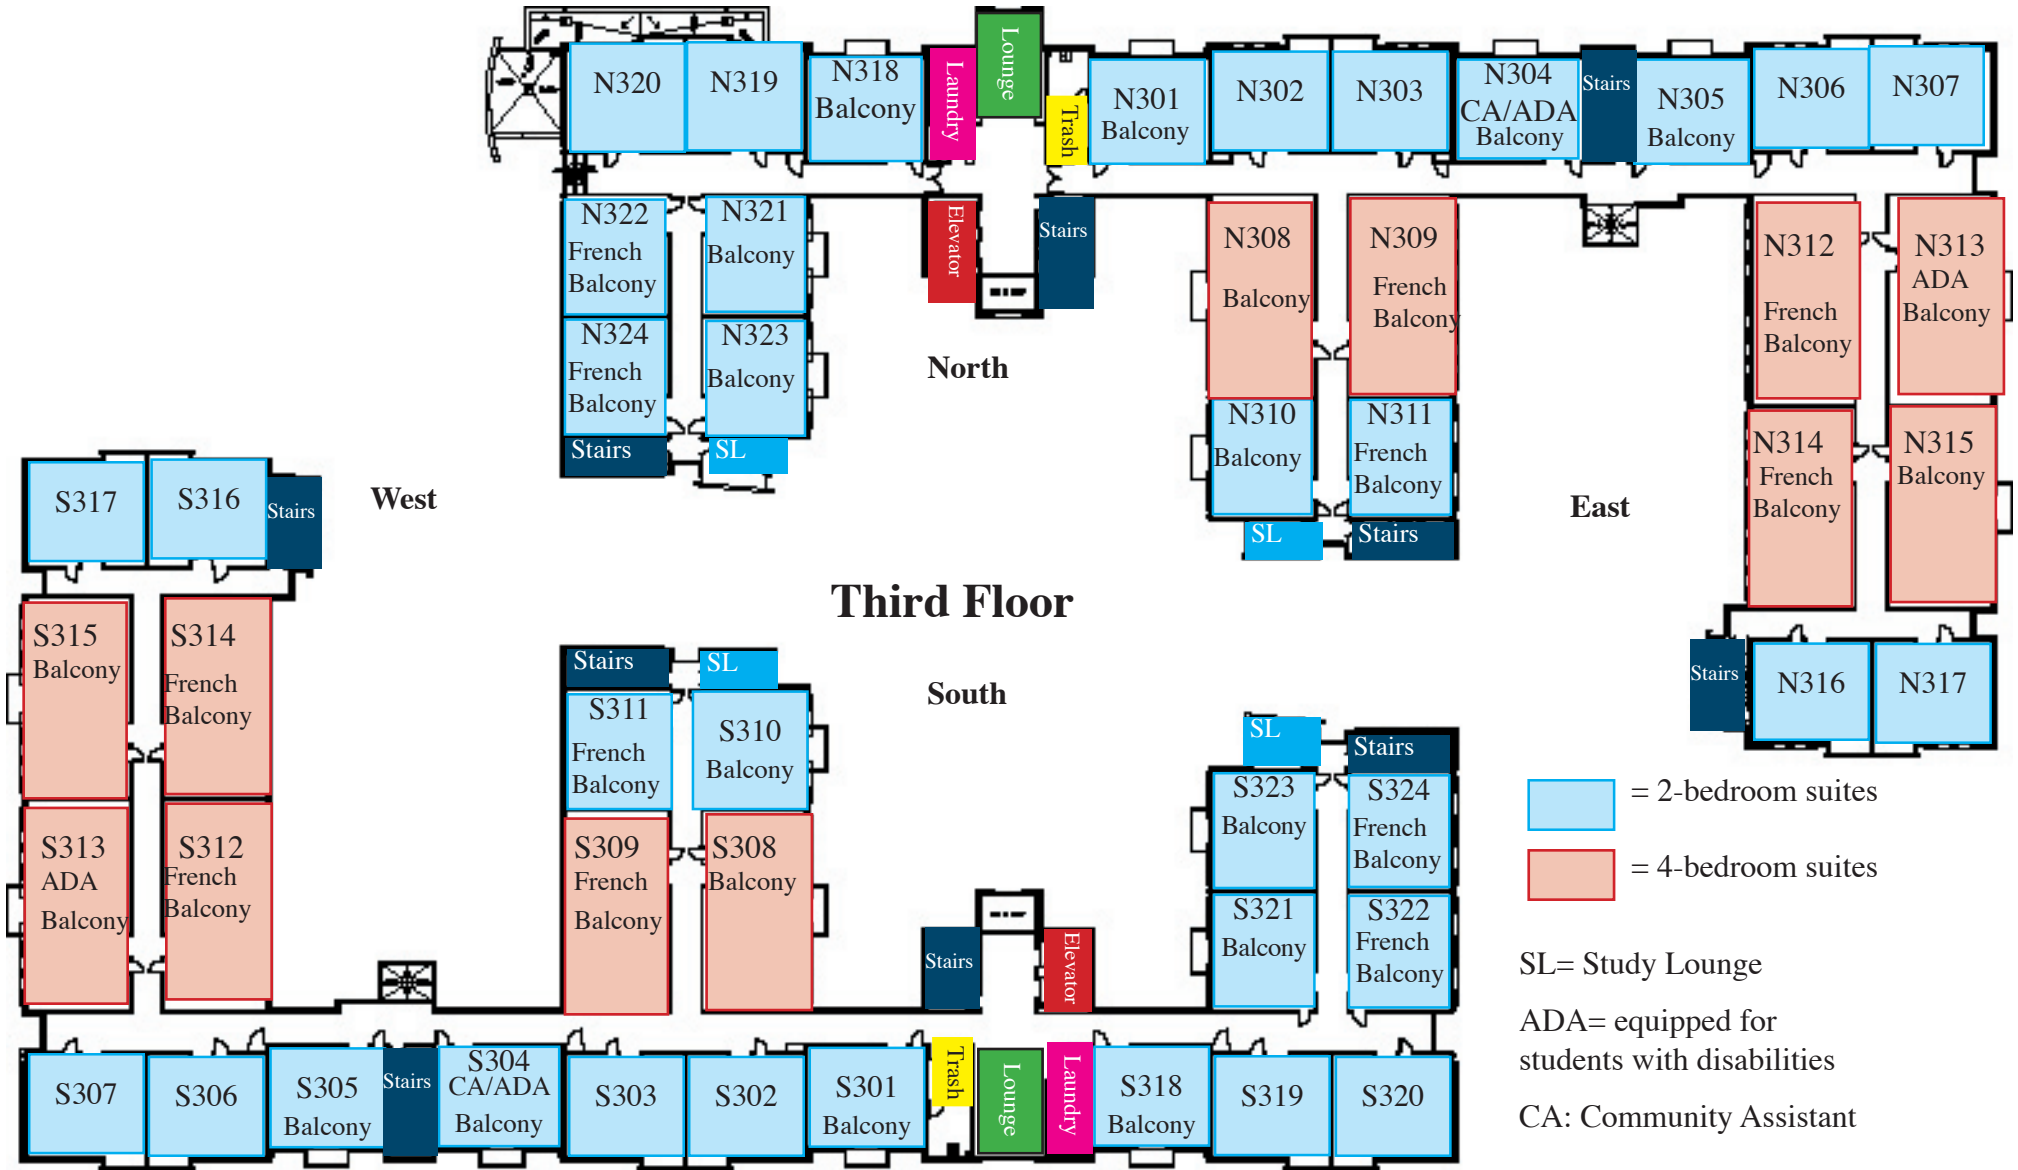 N320
N319
N318
Balcony
Laundry
Lounge
Trash
N301
Balcony
N302
N303
N304
CA/ADA
Balcony
Stairs
N305
Balcony
N306
N307
N322
French
Balcony
N321
Balcony
Elevator
Stairs
N308
Balcony
N309
French
Balcony
N312
French
Balcony
N313
ADA
Balcony
N324
French
Balcony
N323
Balcony
North
N310
Balcony
N311
French
Balcony
N314
French
Balcony
N315
Balcony
Stairs
SL
West
East
SL
Stairs
S317
S316
Stairs
Third Floor
S315
Balcony
S314
French
Balcony
Stairs
SL
South
Stairs
N316
N317
S311
French
Balcony
S310
Balcony
SL
Stairs
S323
Balcony
S324
French
Balcony
S313
ADA
Balcony
S312
French
Balcony
S309
French
Balcony
S308
Balcony
Stairs
Elevator
S321
Balcony
S322
French
Balcony
S307
S306
S305
Balcony
Stairs
S304
CA/ADA
Balcony
S303
S302
S301
Balcony
Trash
Lounge
Laundry
S318
Balcony
S319
S320
= 2-bedroom suites
= 4-bedroom suites
SL= Study Lounge
ADA= equipped for
students with disabilities
CA: Community Assistant